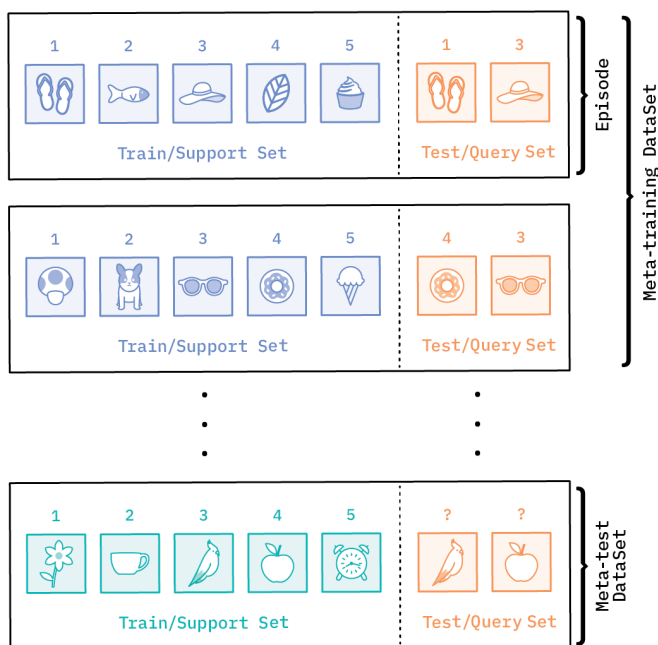 1 2 3 4 5 1 3
Train/Support Set Test/Query Set
Episode
1 2 3 4 5 4 3
Train/Support Set Test/Query Set
Meta-training DataSet
1 2 3 4 5 ? ?
Train/Support Set Test/Query Set
Meta-test
DataSet